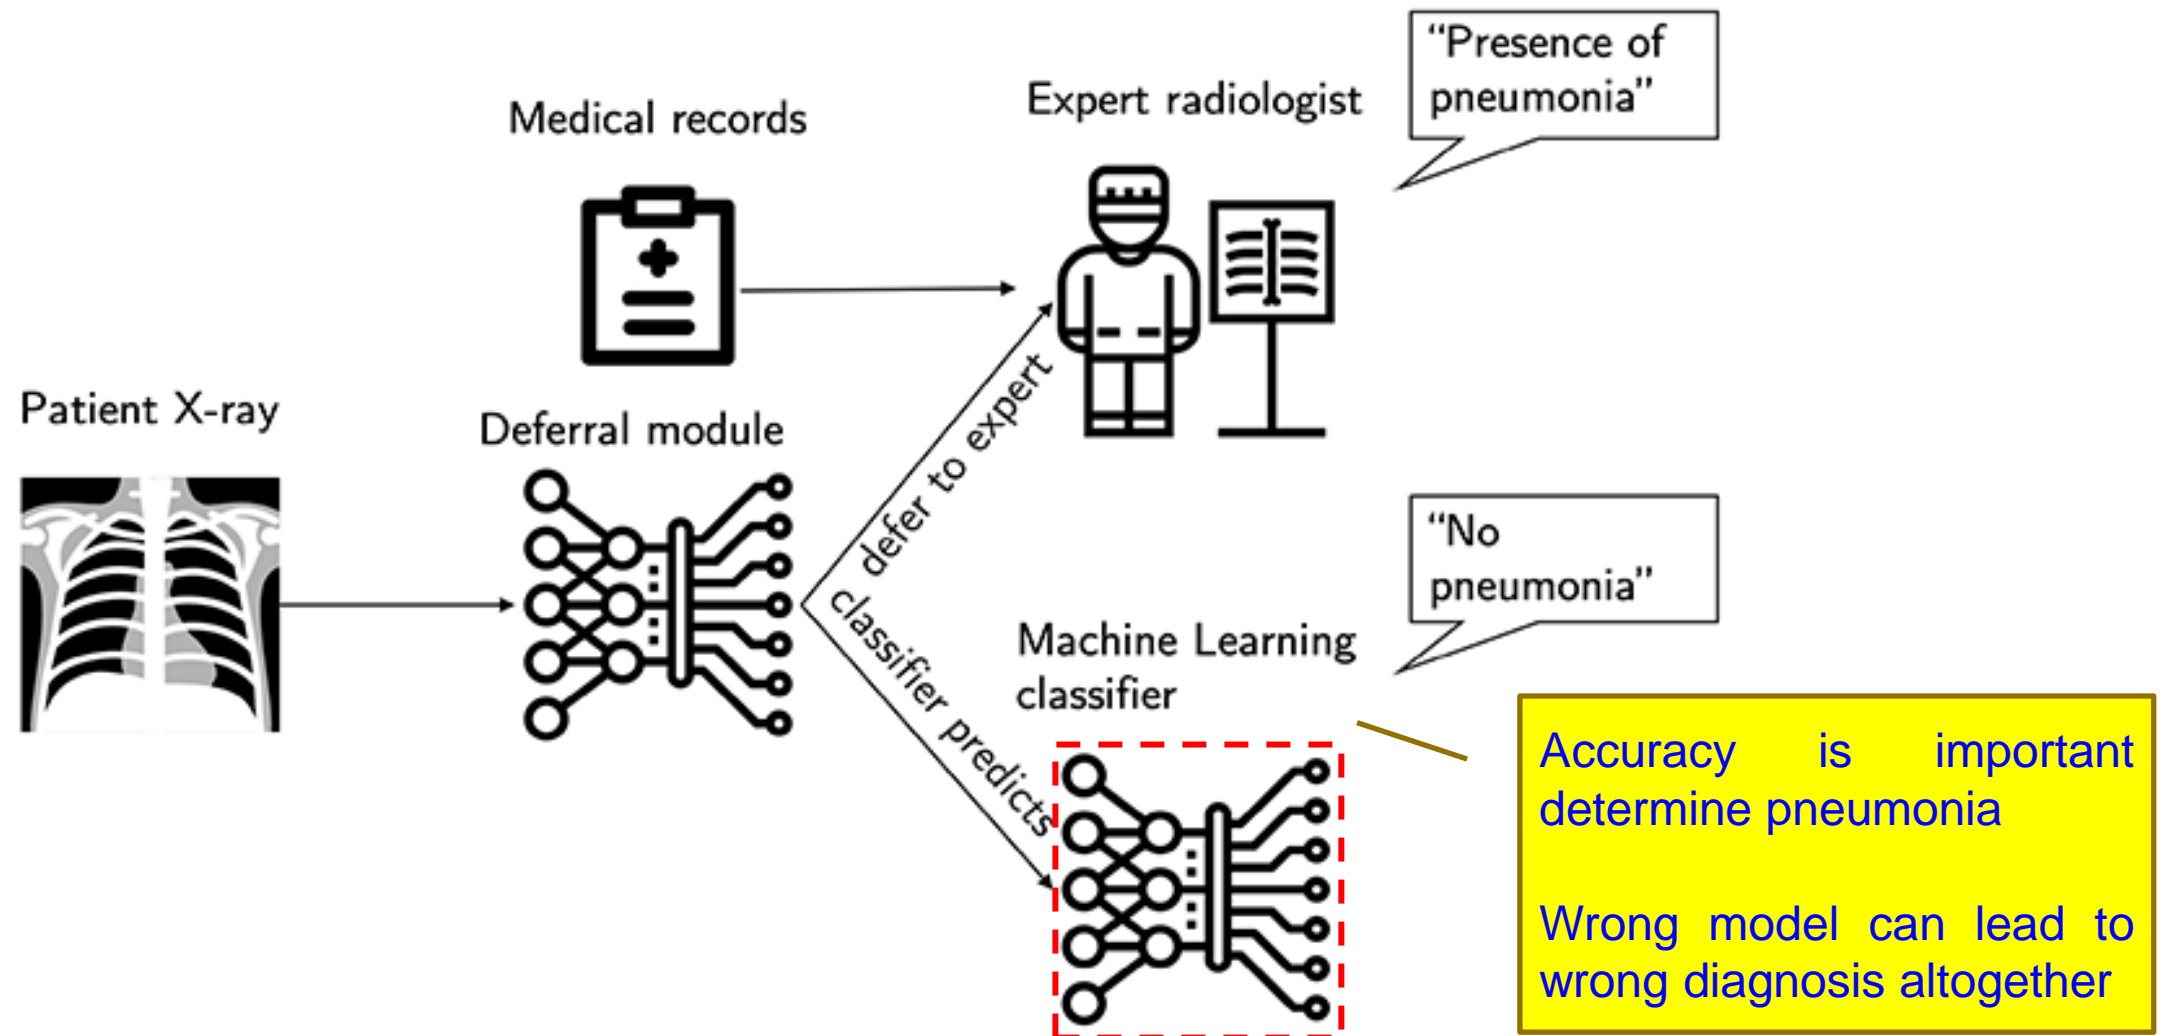 Medical records
Expert radiologist
“Presence of
pneumonia”
Patient X-ray
Deferral module
defer to expert
classifier predicts
“No
pneumonia”
Machine Learning
classifier
Accuracy is important
determine pneumonia
Wrong model can lead to
wrong diagnosis altogether